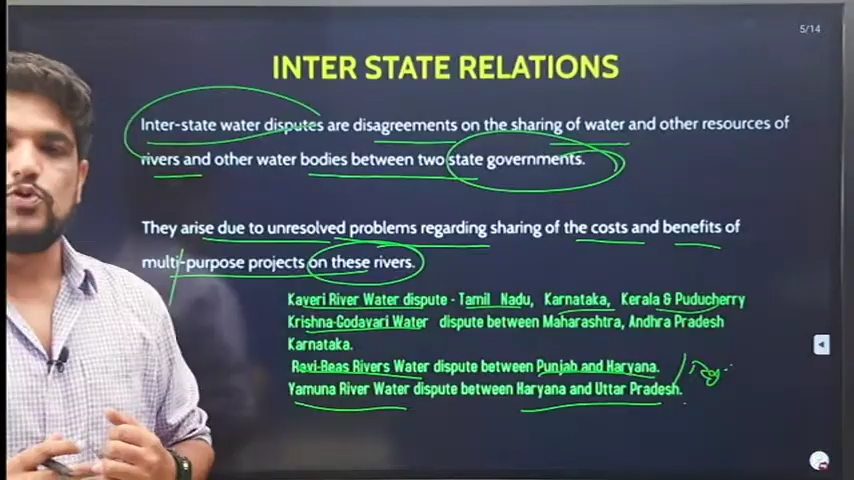 5/14
INTER STATE RELATIONS
Inter-state water disputes are disagreements on the sharing of water and other resources of
rivers and other water bodies between two state governments.
They arise due to unresolved problems regarding sharing of the costs and benefits of
multi-purpose projects on these rivers.
Kaveri River Water dispute - Tamil Nadu, Karnataka, Kerala & Puducherry
Krishna-Godavari Water dispute between Maharashtra, Andhra Pradesh
Karnataka.
Ravi-Beas Rivers Water dispute between Punjab and Haryana.
Yamuna River Water dispute between Haryana and Uttar Pradesh.